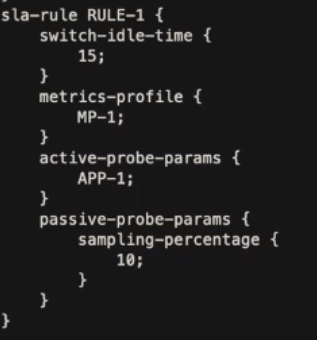 sla-rule RULE-1 {
    switch-idle-time {
        15;
    }
    metrics-profile {
        MP-1;
    }
    active-probe-params {
        APP-1;
    }
    passive-probe-params {
        sampling-percentage {
            10;
        }
    }
}